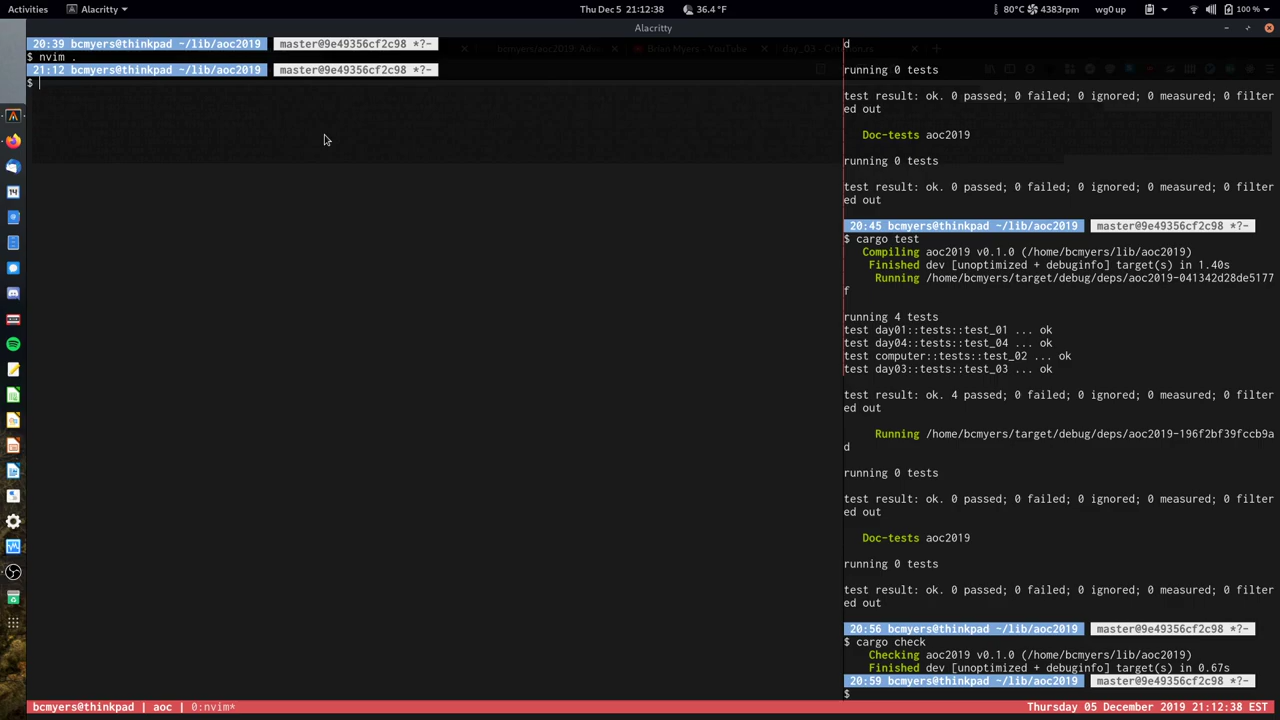 Activities
Alacritty
Thu Dec 5 21:12:38
36.4 °F
80°C
4383rpm
wg0 up
100 %
Alacritty
20:39 bcmyers@thinkpad ~/lib/aoc2019 master@9e49356cf2c98 *?~
$ nvim .
21:12 bcmyers@thinkpad ~/lib/aoc2019 master@9e49356cf2c98 *?~
$
d
running 0 tests
test result: ok. 0 passed; 0 failed; 0 ignored; 0 measured; 0 filter
ed out
Doc-tests aoc2019
running 0 tests
test result: ok. 0 passed; 0 failed; 0 ignored; 0 measured; 0 filter
ed out
20:45 bcmyers@thinkpad ~/lib/aoc2019 master@9e49356cf2c98 *?~
$ cargo test
Compiling aoc2019 v0.1.0 (/home/bcmyers/lib/aoc2019)
Finished dev [unoptimized + debuginfo] target(s) in 1.40s
Running /home/bcmyers/target/debug/deps/aoc2019-041342d28de5177
f
running 4 tests
test day01::tests::test_01 ... ok
test day04::tests::test_04 ... ok
test computer::tests::test_02 ... ok
test day03::tests::test_03 ... ok
test result: ok. 4 passed; 0 failed; 0 ignored; 0 measured; 0 filter
ed out
Running /home/bcmyers/target/debug/deps/aoc2019-196f2bf39fccb9a
d
running 0 tests
test result: ok. 0 passed; 0 failed; 0 ignored; 0 measured; 0 filter
ed out
Doc-tests aoc2019
running 0 tests
test result: ok. 0 passed; 0 failed; 0 ignored; 0 measured; 0 filter
ed out
20:56 bcmyers@thinkpad ~/lib/aoc2019 master@9e49356cf2c98 *?~
$ cargo check
Checking aoc2019 v0.1.0 (/home/bcmyers/lib/aoc2019)
Finished dev [unoptimized + debuginfo] target(s) in 0.67s
20:59 bcmyers@thinkpad ~/lib/aoc2019 master@9e49356cf2c98 *?~
$
bcmyers@thinkpad | aoc | 0:nvim*
Thursday 05 December 2019 21:12:38 EST